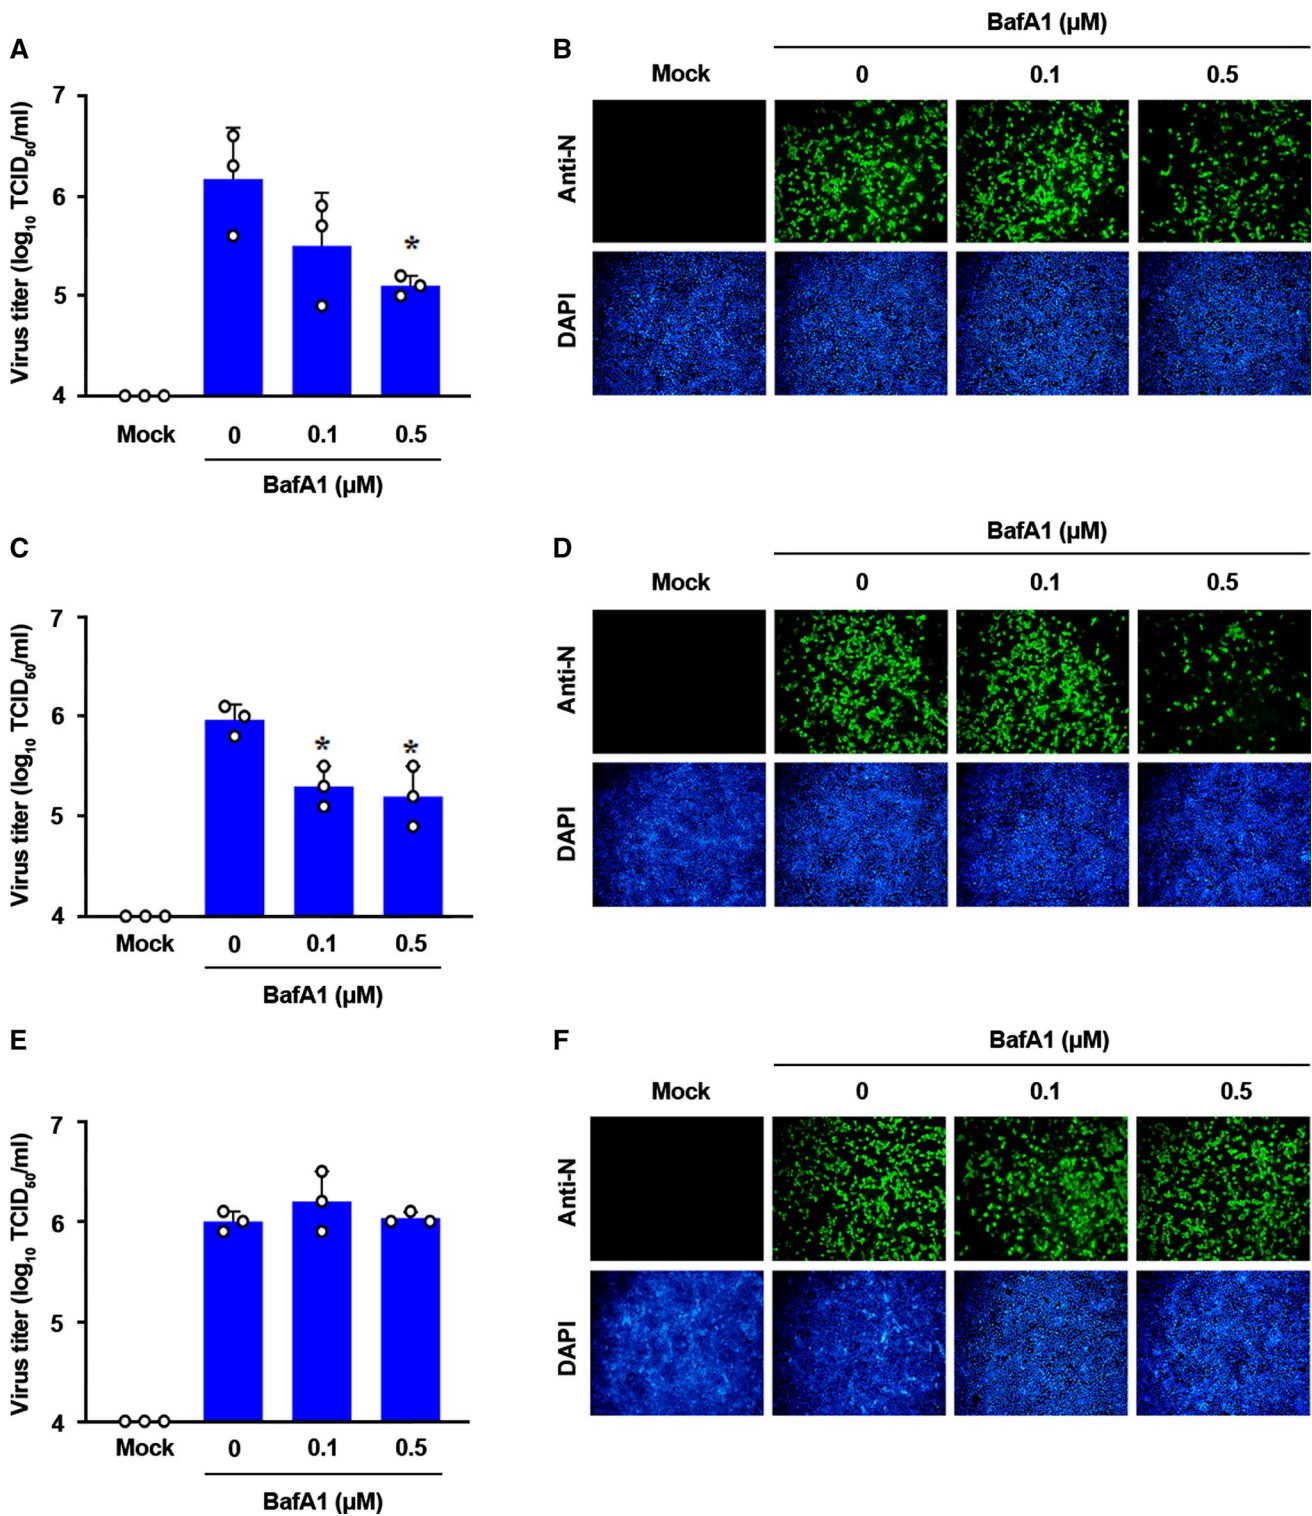 A
Virus titer (log₁₀ TCID₅₀/ml)
7
6
5
4
*
Mock 0 0.1 0.5
BafA1 (µM)
B
BafA1 (µM)
Mock 0 0.1 0.5
Anti-N
DAPI
C
Virus titer (log₁₀ TCID₅₀/ml)
7
6
5
4
* *
Mock 0 0.1 0.5
BafA1 (µM)
D
BafA1 (µM)
Mock 0 0.1 0.5
Anti-N
DAPI
E
Virus titer (log₁₀ TCID₅₀/ml)
7
6
5
4
Mock 0 0.1 0.5
BafA1 (µM)
F
BafA1 (µM)
Mock 0 0.1 0.5
Anti-N
DAPI